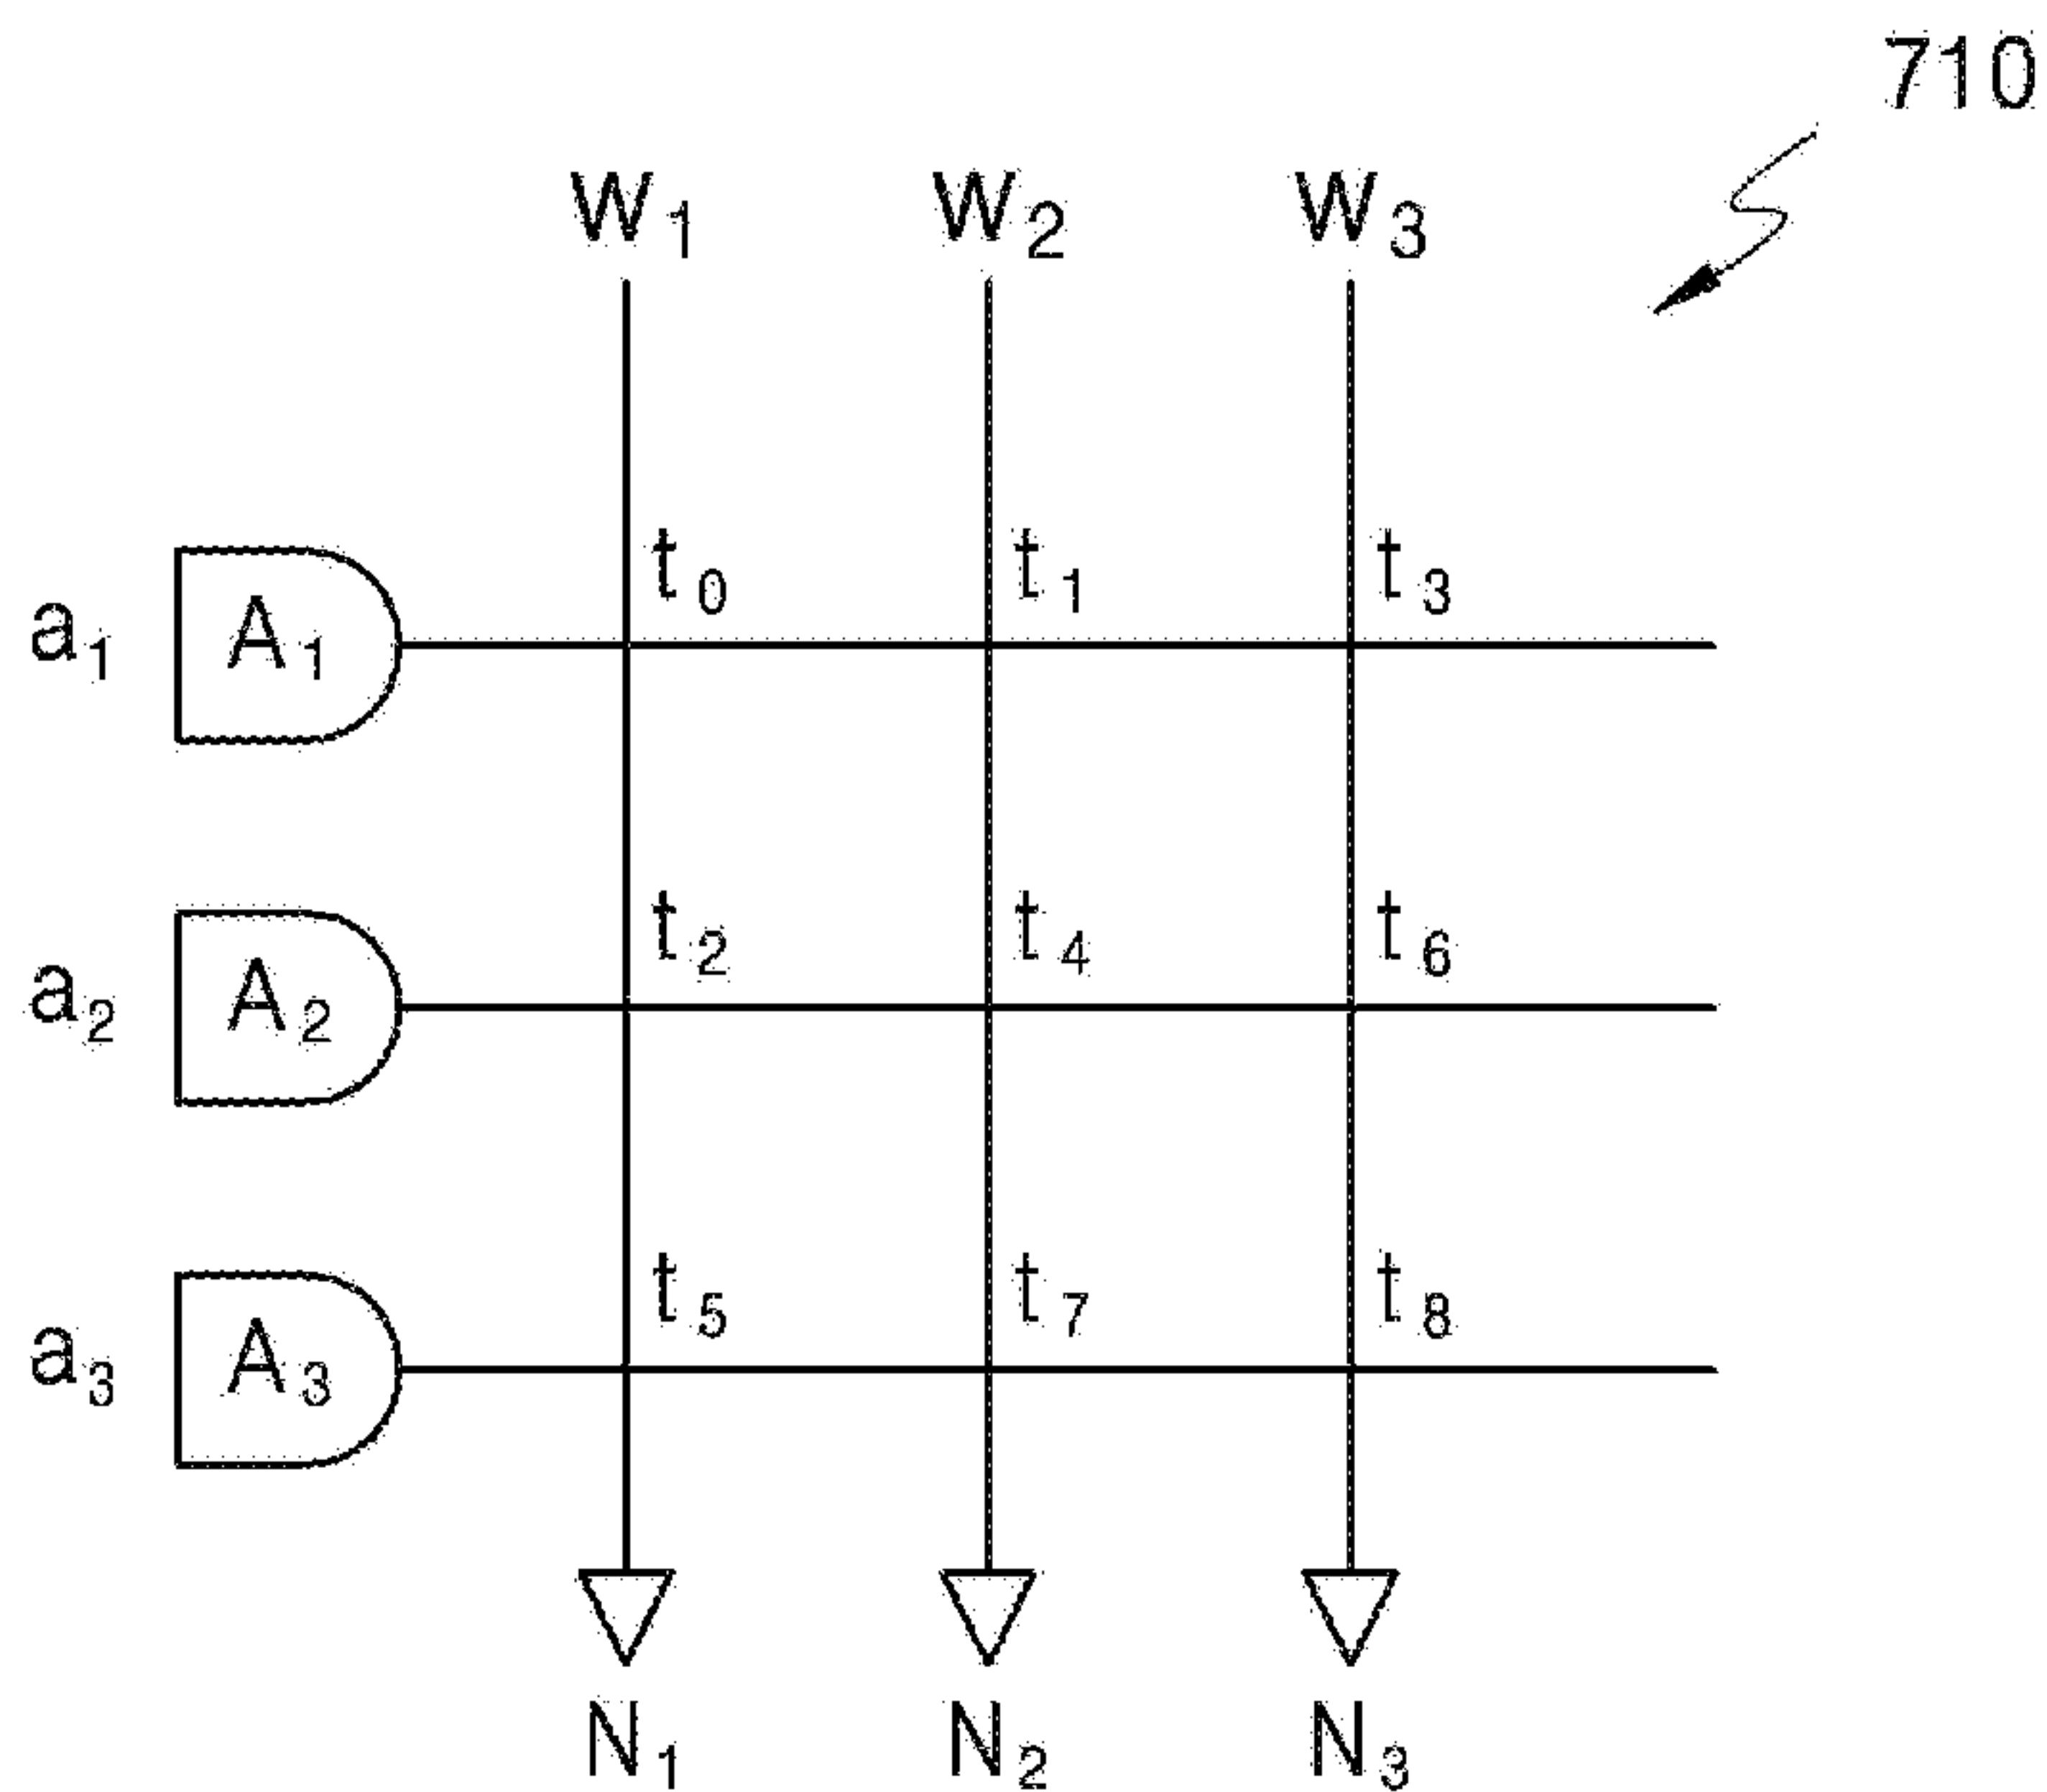 710
W1 W2 W3
t0 t1 t3
a1 A1
t2 t4 t6
a2 A2
t5 t7 t8
a3 A3
N1 N2 N3